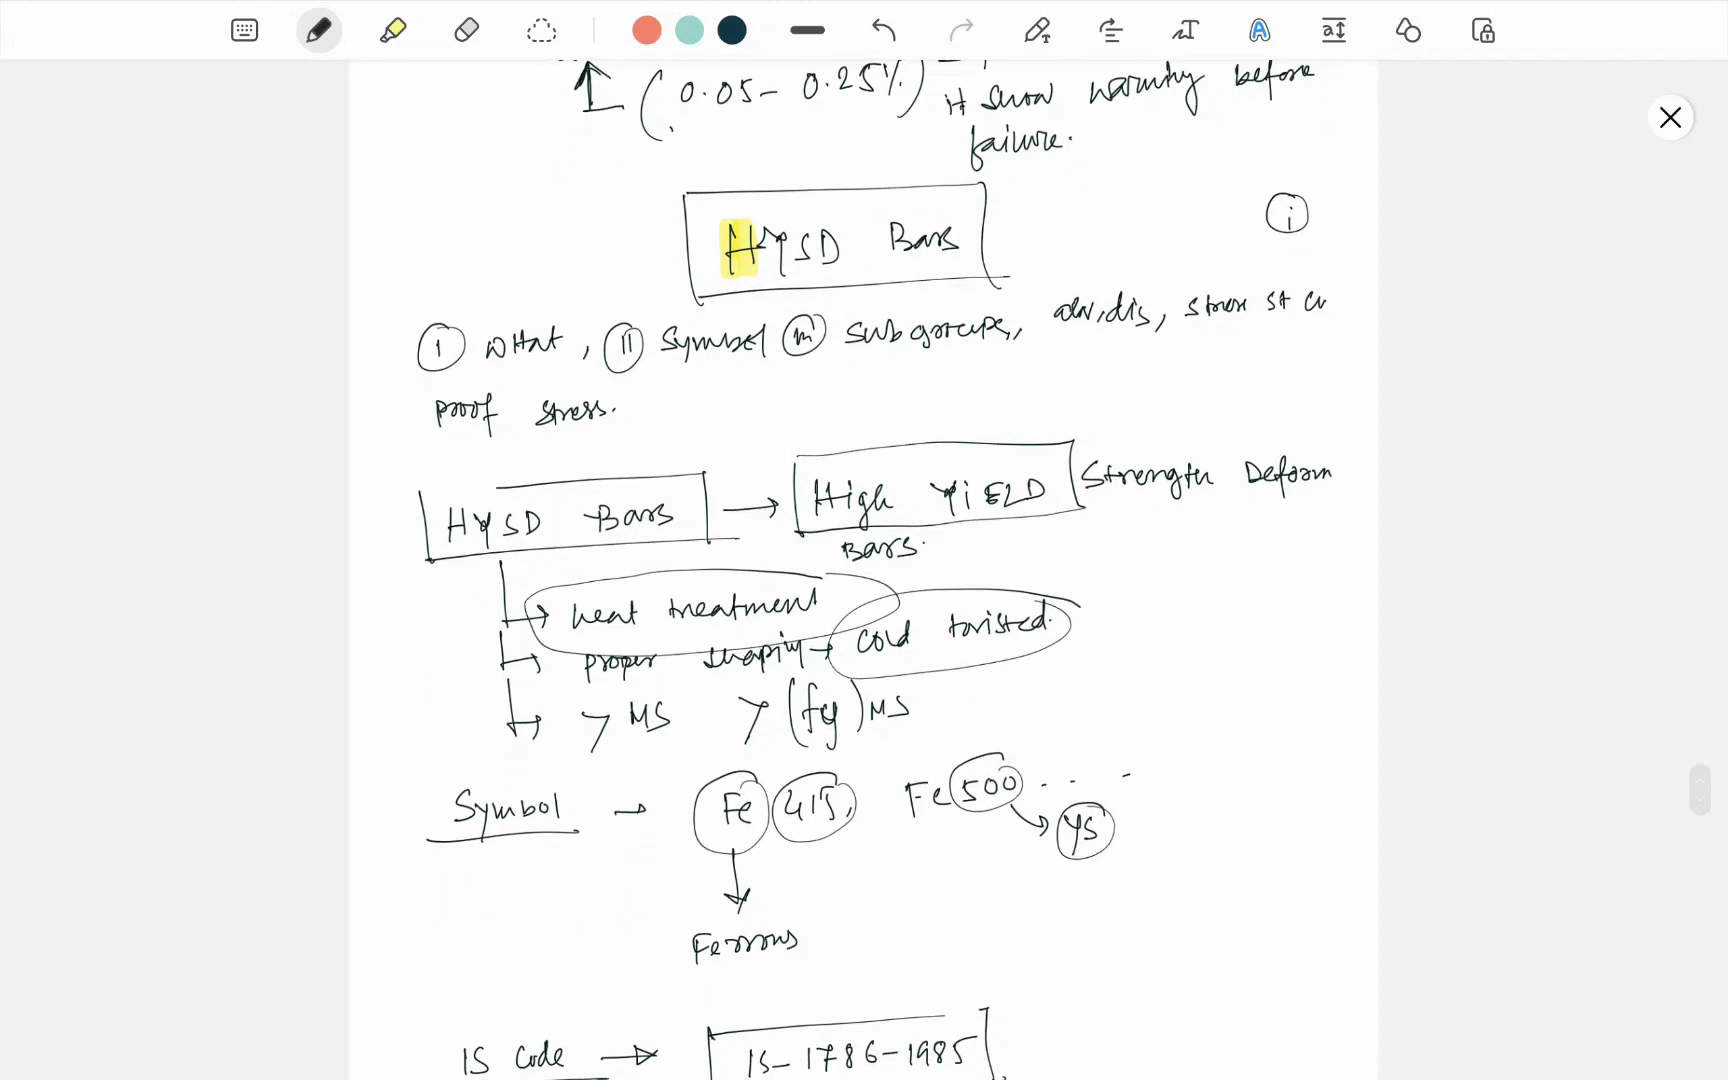 (0.05- 0.25%) it show warning before
failure.
HYSD Bars
i
I WHat, II Symbol III subgroups, adv,dis, stress st cu
proof stress.
HYSD Bars → High YiELD Strength Deform
Bars.
→ heat treatment
→ proper shaping → cold twisted.
→ > MS > (fy) MS
Symbol → Fe 415, Fe 500 . . . → YS
↓
Ferrous
IS Code → IS-1786-1985